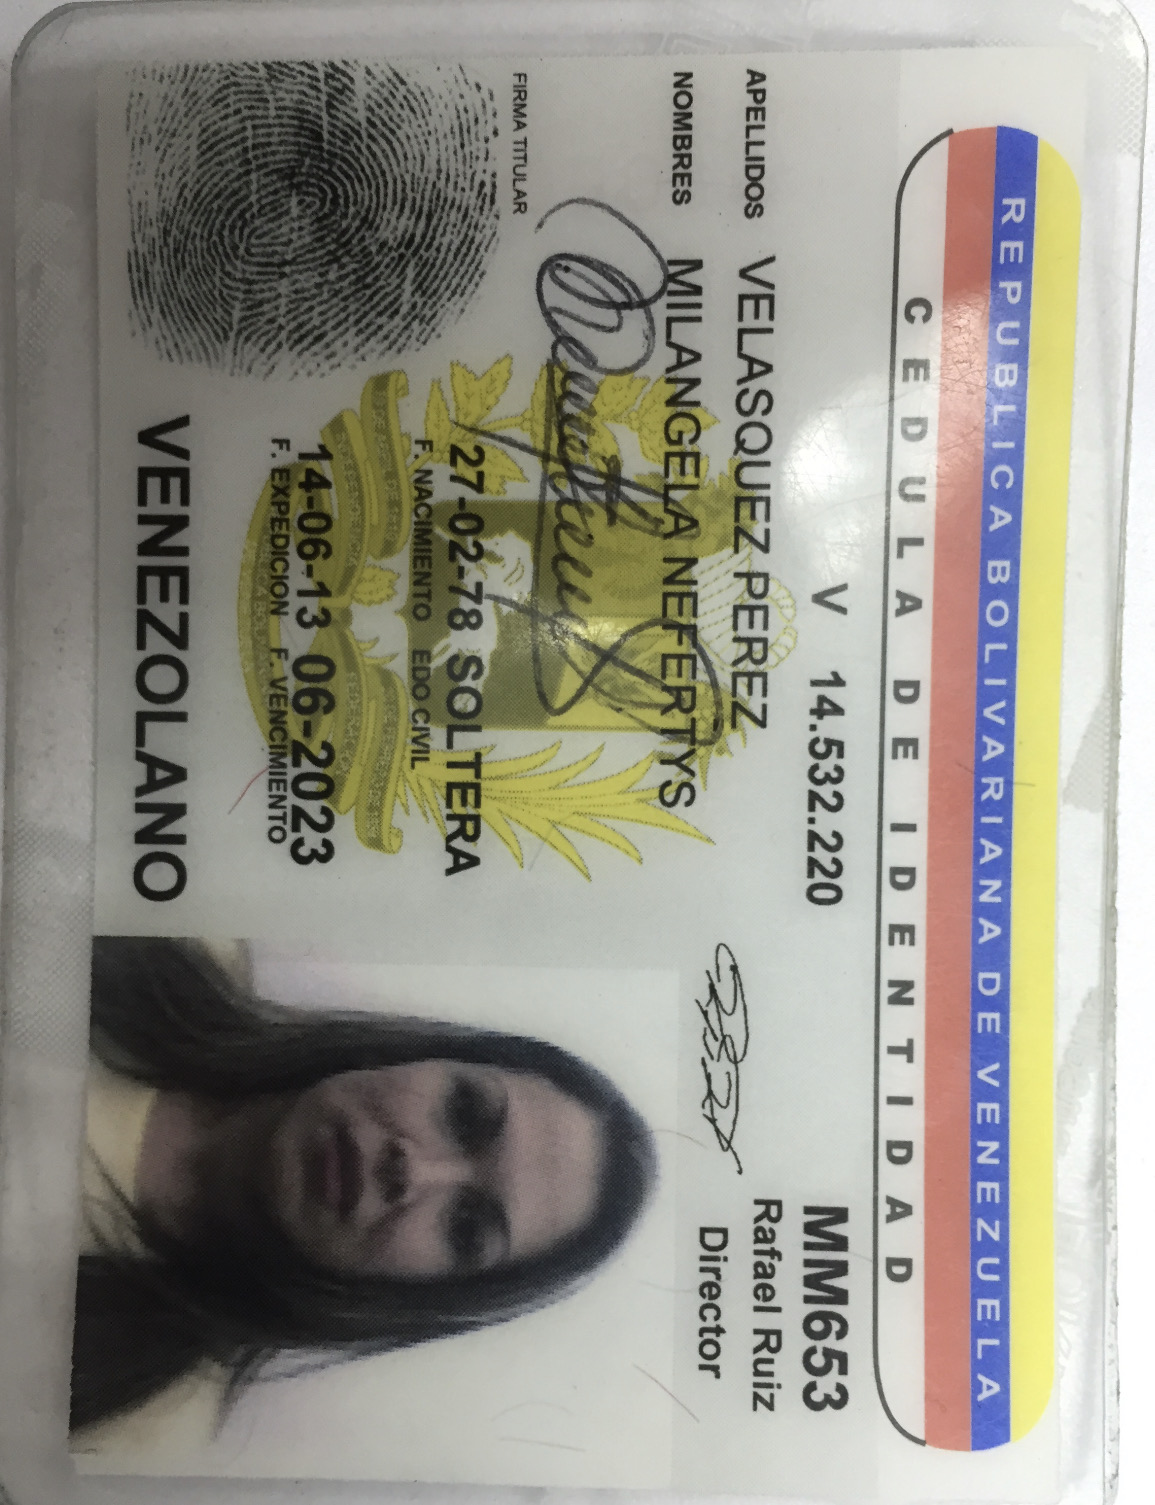 REPUBLICA BOLIVARIANA DE VENEZUELA
CEDULA DE IDENTIDAD
V 14.532.220
MM653
APELLIDOS VELASQUEZ PEREZ
Rafael Ruiz
NOMBRES MILANGELA NEFERTYS
Director
FIRMA TITULAR
27-02-78 SOLTERA
F. NACIMIENTO EDO CIVIL
14-06-13 06-2023
F. EXPEDICION F. VENCIMIENTO
VENEZOLANO